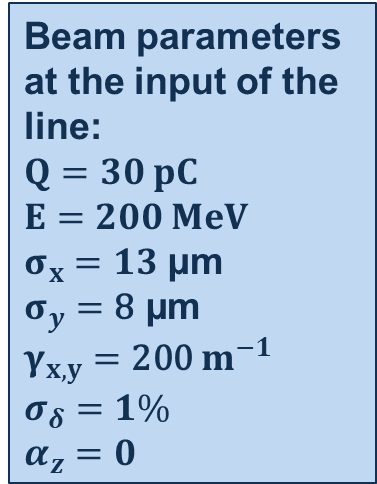 Beam parameters
at the input of the
line:
Q = 30 pC
E = 200 MeV
σx = 13 μm
σy = 8 μm
γx,y = 200 m⁻¹
σδ = 1%
αz = 0